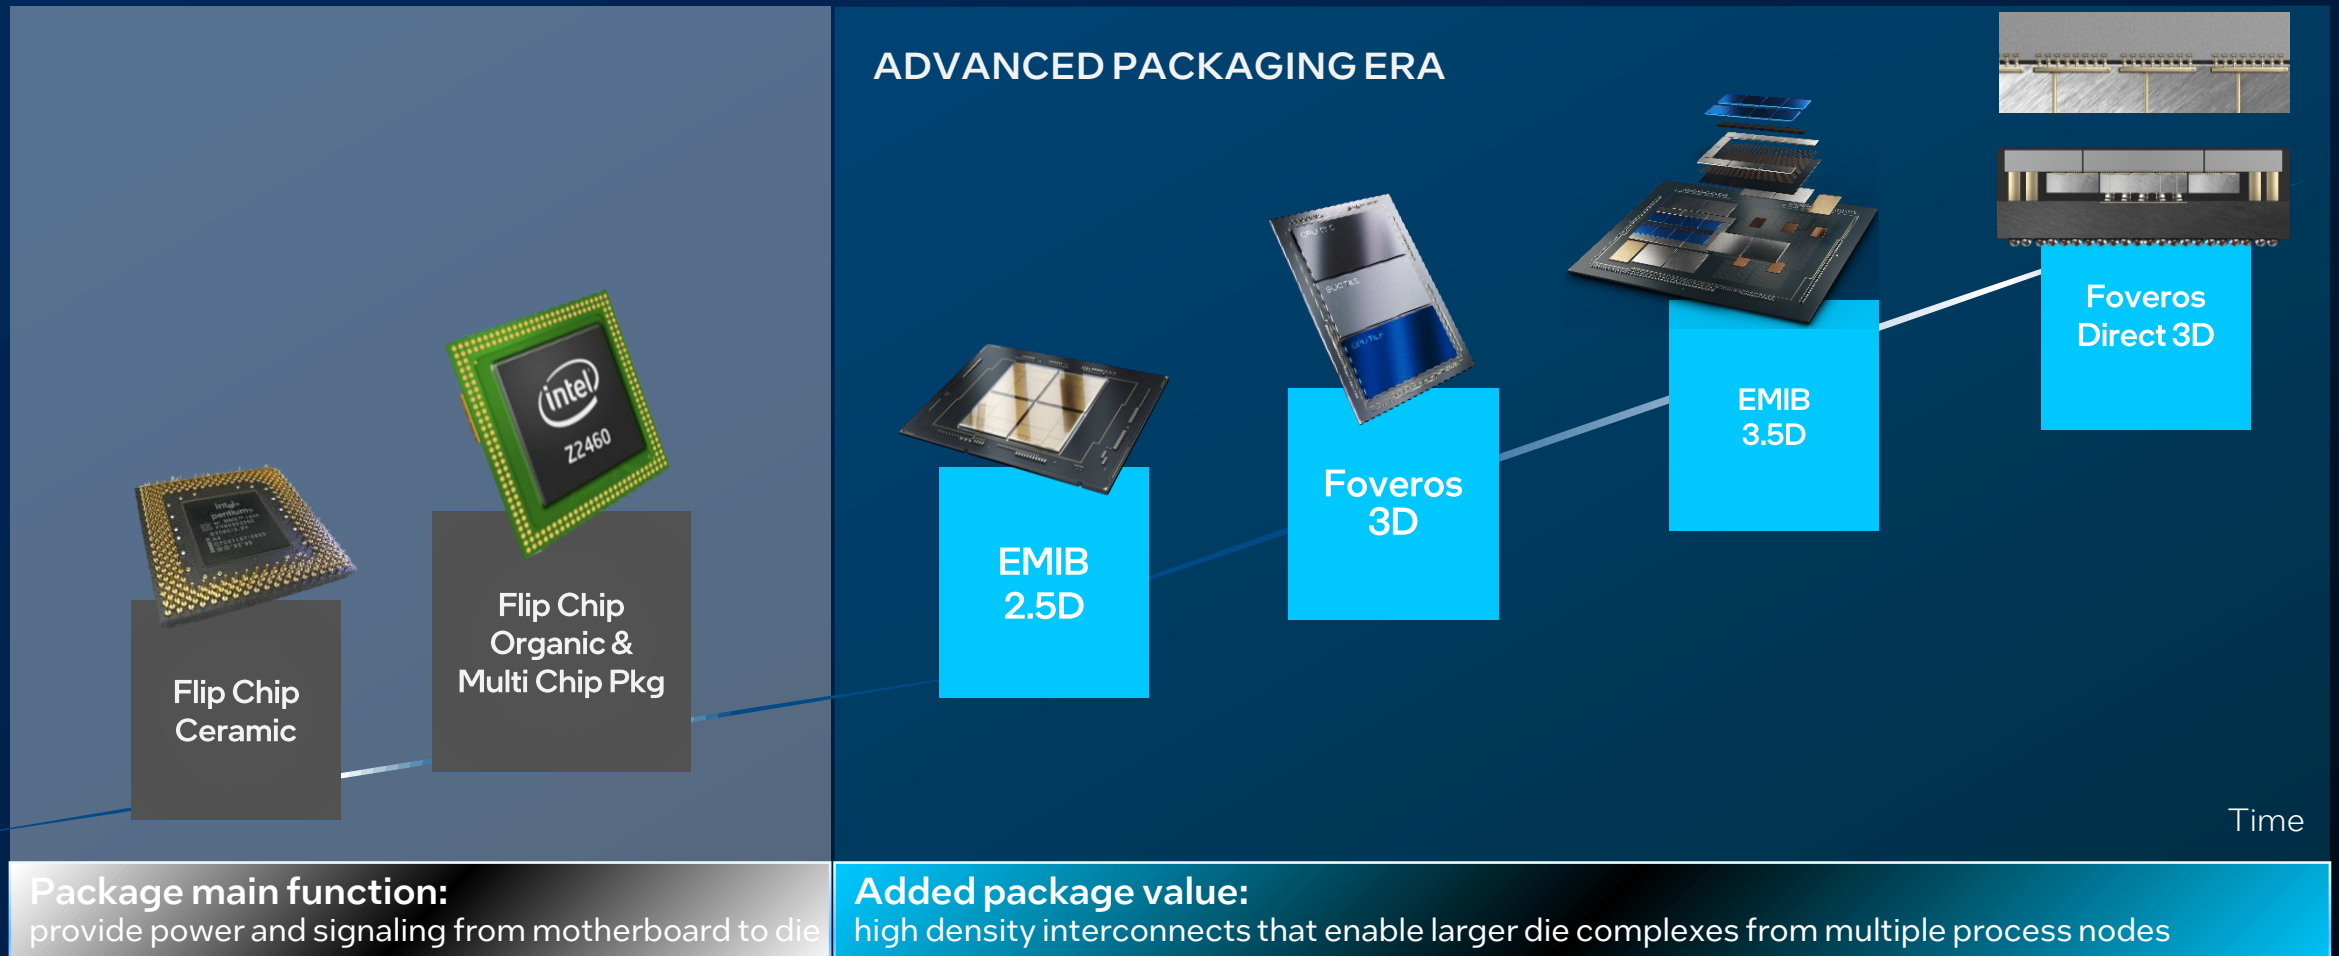 ADVANCED PACKAGING ERA
intel
Z2460
intel
pentium
Flip Chip
Ceramic
Flip Chip
Organic &
Multi Chip Pkg
EMIB
2.5D
Foveros
3D
EMIB
3.5D
Foveros
Direct 3D
Time
Package main function:
provide power and signaling from motherboard to die
Added package value:
high density interconnects that enable larger die complexes from multiple process nodes